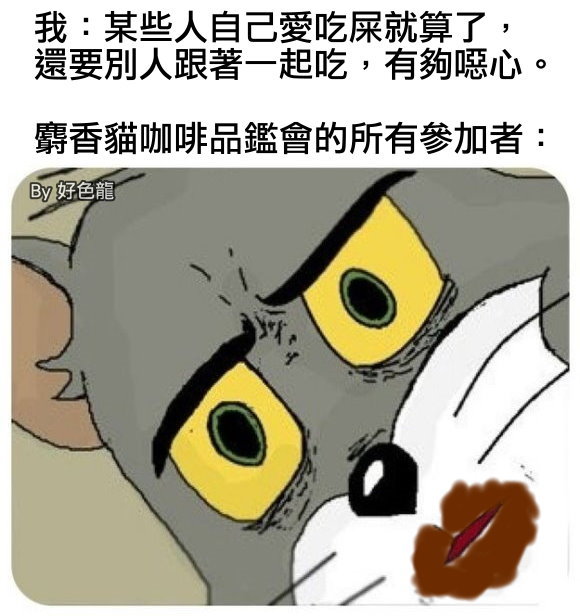 我：某些人自己愛吃屎就算了，
還要別人跟著一起吃，有夠噁心。
麝香貓咖啡品鑑會的所有參加者：
By 好色龍